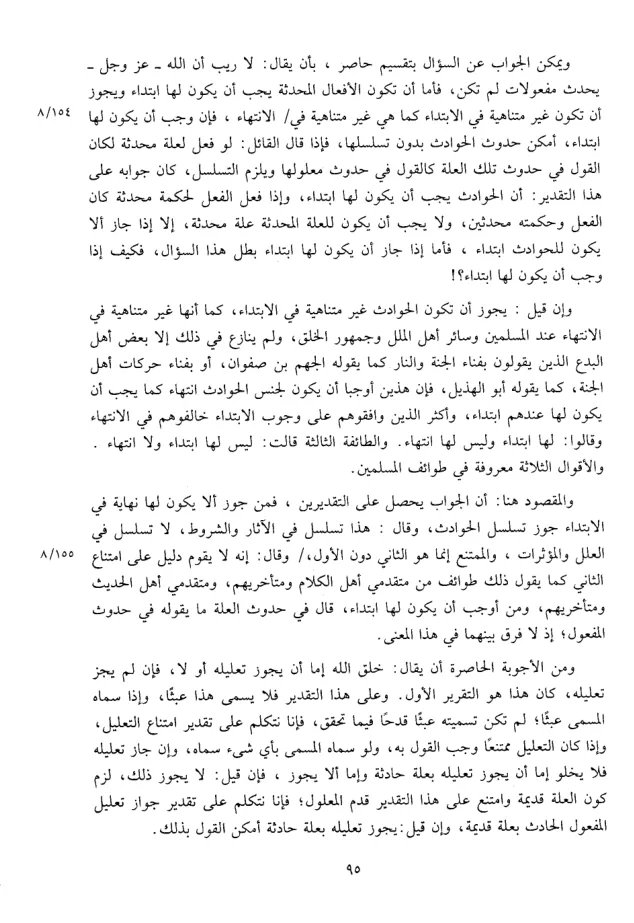 ويمكن الجواب عن السؤال بتقسيم حاصر ، بأن يقال: لا ريب أن الله ـ عز وجل ـ
يحدث مفعولات لم تكن، فأما أن تكون الأفعال المحدثة يجب أن يكون لها ابتداء ويجوز
أن تكون غير متناهية في الابتداء كما هي غير متناهية في/ الانتهاء ، فإن وجب أن يكون لها
٨/١٥٤
ابتداء، أمكن حدوث الحوادث بدون تسلسلها، فإذا قال القائل: لو فعل لعلة محدثة لكان
القول في حدوث تلك العلة كالقول في حدوث معلولها ويلزم التسلسل، كان جوابه على
هذا التقدير: أن الحوادث يجب أن يكون لها ابتداء، وإذا فعل الفعل لحكمة محدثة كان
الفعل وحكمته محدثين، ولا يجب أن يكون للعلة المحدثة علة محدثة، إلا إذا جاز ألا
يكون للحوادث ابتداء ، فأما إذا جاز أن يكون لها ابتداء بطل هذا السؤال، فكيف إذا
وجب أن يكون لها ابتداء؟!
وإن قيل : يجوز أن تكون الحوادث غير متناهية في الابتداء، كما أنها غير متناهية في
الانتهاء عند المسلمين وسائر أهل الملل وجمهور الخلق، ولم ينازع في ذلك إلا بعض أهل
البدع الذين يقولون بفناء الجنة والنار كما يقوله الجهم بن صفوان، أو بفناء حركات أهل
الجنة، كما يقوله أبو الهذيل، فإن هذين أوجبا أن يكون لجنس الحوادث انتهاء كما يجب أن
يكون لها عندهم ابتداء، وأكثر الذين وافقوهم على وجوب الابتداء خالفوهم في الانتهاء
وقالوا: لها ابتداء وليس لها انتهاء. والطائفة الثالثة قالت: ليس لها ابتداء ولا انتهاء .
والأقوال الثلاثة معروفة في طوائف المسلمين.
والمقصود هنا: أن الجواب يحصل على التقديرين ، فمن جوز ألا يكون لها نهاية في
الابتداء جوز تسلسل الحوادث، وقال : هذا تسلسل في الآثار والشروط، لا تسلسل في
العلل والمؤثرات ، والممتنع إنما هو الثاني دون الأول،/ وقال: إنه لا يقوم دليل على امتناع
٨/١٥٥
الثاني كما يقول ذلك طوائف من متقدمي أهل الكلام ومتأخريهم، ومتقدمي أهل الحديث
ومتأخريهم، ومن أوجب أن يكون لها ابتداء، قال في حدوث العلة ما يقوله في حدوث
المفعول؛ إذ لا فرق بينهما في هذا المعنى.
ومن الأجوبة الحاصرة أن يقال: خلق الله إما أن يجوز تعليله أو لا، فإن لم يجز
تعليله، كان هذا هو التقرير الأول. وعلى هذا التقدير فلا يسمى هذا عبثًا، وإذا سماه
المسمى عبثًا؛ لم تكن تسميته عبثًا قدحًا فيما تحقق، فإنا نتكلم على تقدير امتناع التعليل،
وإذا كان التعليل ممتنعًا وجب القول به، ولو سماه المسمى بأي شىء سماه، وإن جاز تعليله
فلا يخلو إما أن يجوز تعليله بعلة حادثة وإما ألا يجوز ، فإن قيل: لا يجوز ذلك، لزم
كون العلة قديمة وامتنع على هذا التقدير قدم المعلول؛ فإنا نتكلم على تقدير جواز تعليل
المفعول الحادث بعلة قديمة، وإن قيل:يجوز تعليله بعلة حادثة أمكن القول بذلك.
٩٥